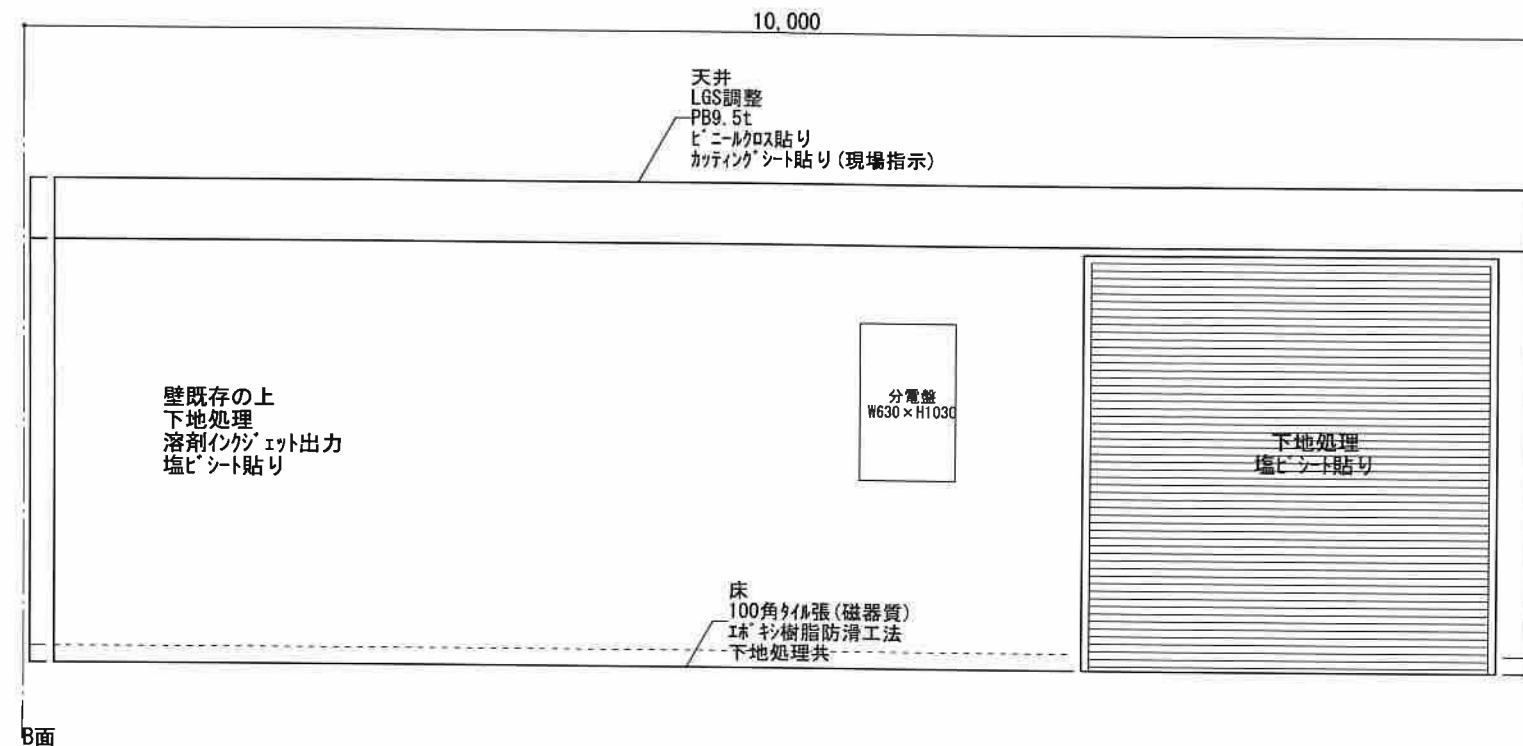 10,000
天井
LGS調整
PB9.5t
ﾋﾞﾆｰﾙｸﾛｽ貼り
ｶｯﾃｨﾝｸﾞｼｰﾄ貼り(現場指示)
壁既存の上
下地処理
溶剤ｲﾝｸｼﾞｪｯﾄ出力
塩ﾋﾞｼｰﾄ貼り
分電盤
W630×H1030
下地処理
塩ﾋﾞｼｰﾄ貼り
床
100角ﾀｲﾙ張(磁器質)
ｴﾎﾟｷｼ樹脂防滑工法
下地処理共
B面